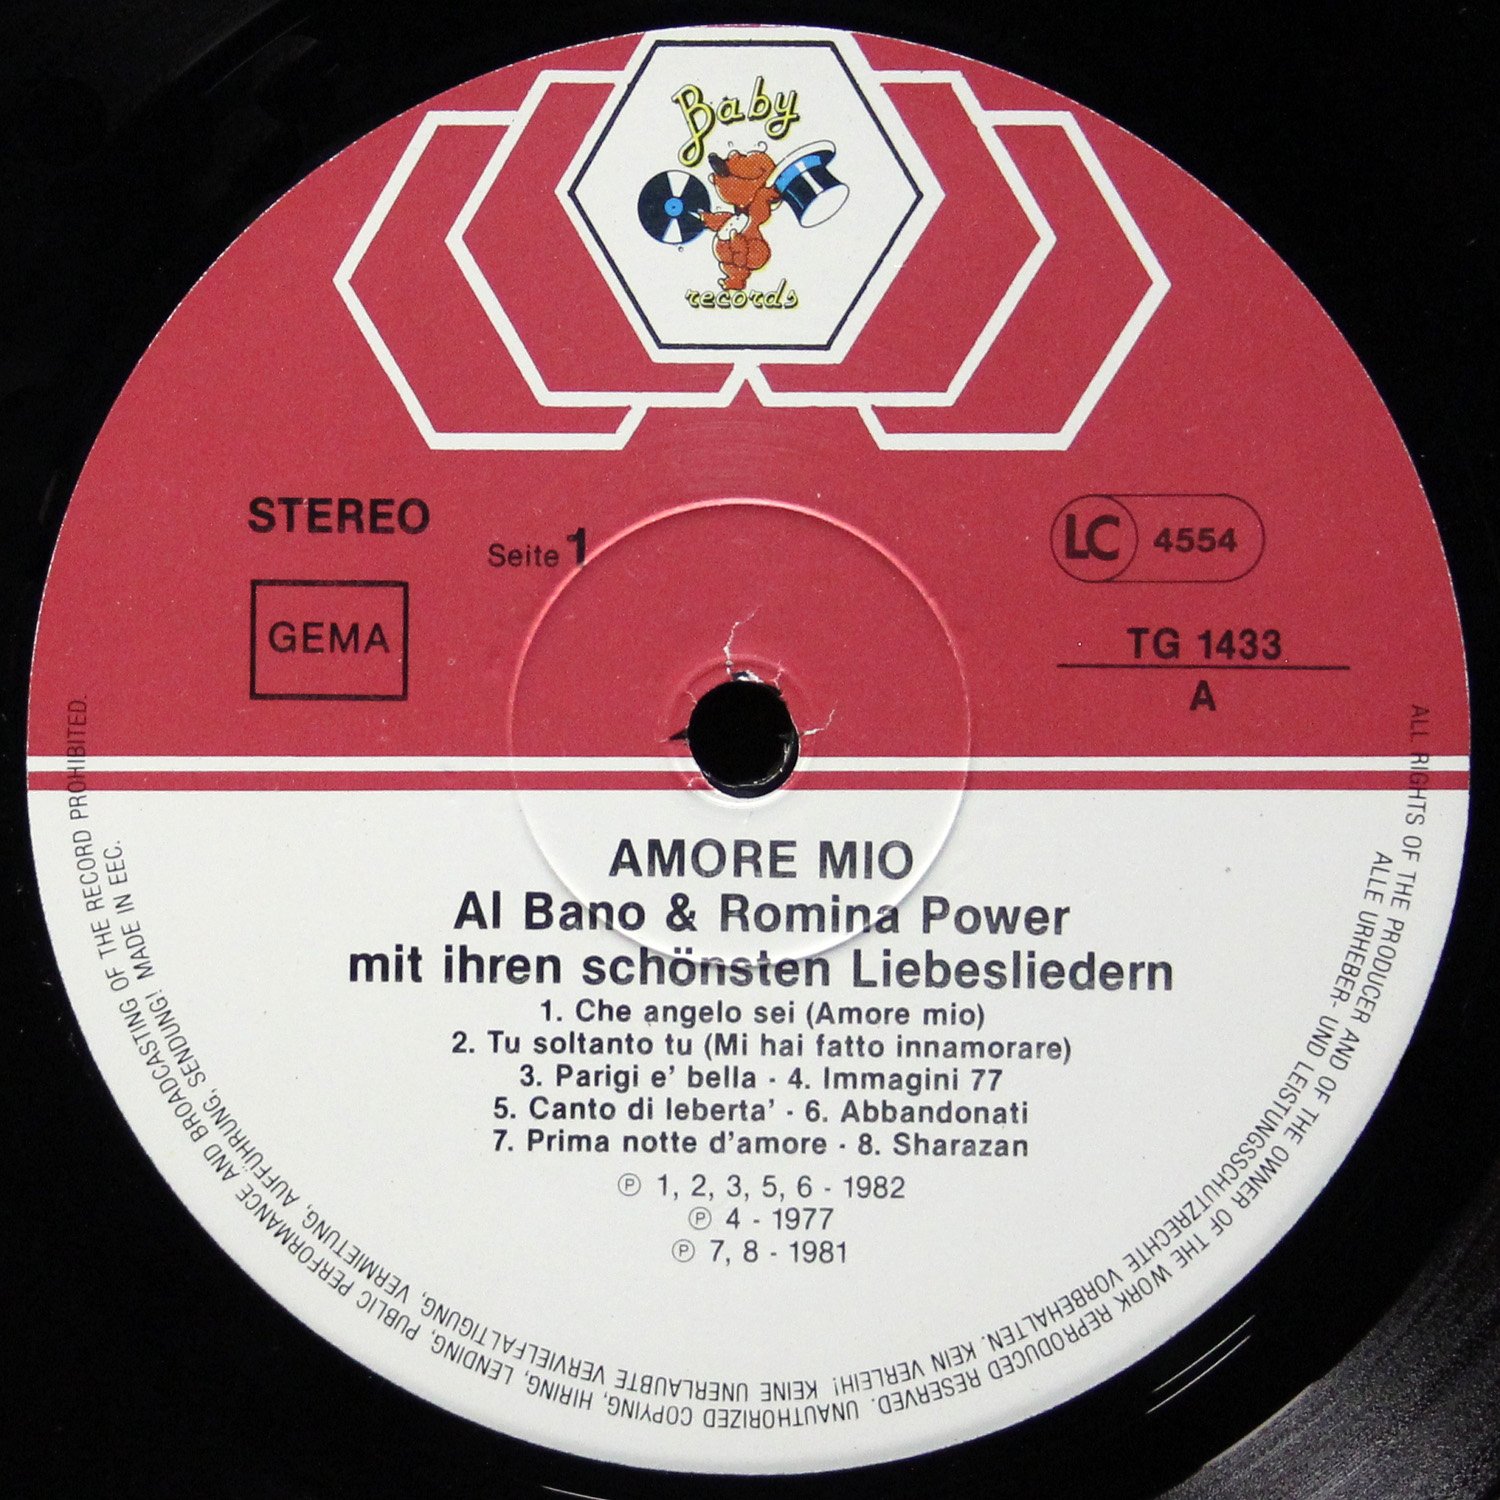 Baby
records
STEREO
Seite 1
LC 4554
GEMA
TG 1433
A
AMORE MIO
Al Bano & Romina Power
mit ihren schönsten Liebesliedern
1. Che angelo sei (Amore mio)
2. Tu soltanto tu (Mi hai fatto innamorare)
3. Parigi e' bella · 4. Immagini 77
5. Canto di leberta' · 6. Abbandonati
7. Prima notte d'amore · 8. Sharazan
℗ 1, 2, 3, 5, 6 - 1982
℗ 4 - 1977
℗ 7, 8 - 1981
ALL RIGHTS OF THE PRODUCER AND OF THE OWNER OF THE WORK REPRODUCED RESERVED. UNAUTHORIZED COPYING, HIRING, LENDING, PUBLIC PERFORMANCE AND BROADCASTING OF THE RECORD PROHIBITED.
ALLE URHEBER- UND LEISTUNGSSCHUTZRECHTE VORBEHALTEN. KEIN VERLEIH! KEINE UNERLAUBTE VERVIELFALTIGUNG, VERMIETUNG, AUFFÜHRUNG, SENDUNG! MADE IN EEC.